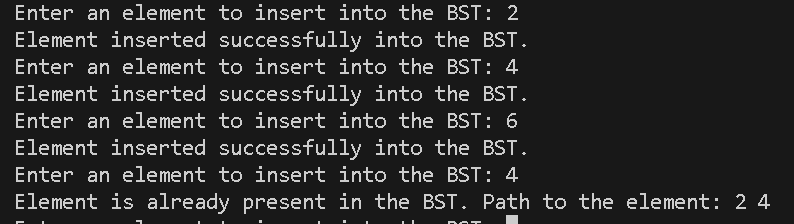 Enter an element to insert into the BST: 2
Element inserted successfully into the BST.
Enter an element to insert into the BST: 4
Element inserted successfully into the BST.
Enter an element to insert into the BST: 6
Element inserted successfully into the BST.
Enter an element to insert into the BST: 4
Element is already present in the BST. Path to the element: 2 4